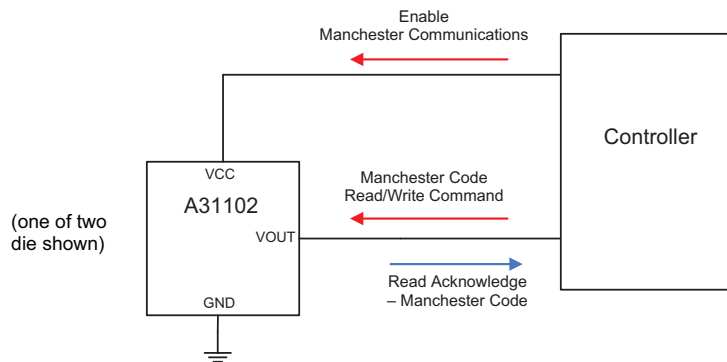 Enable
Manchester Communications
Controller
VCC
A31102
Manchester Code
Read/Write Command
(one of two
die shown)
VOUT
Read Acknowledge
– Manchester Code
GND